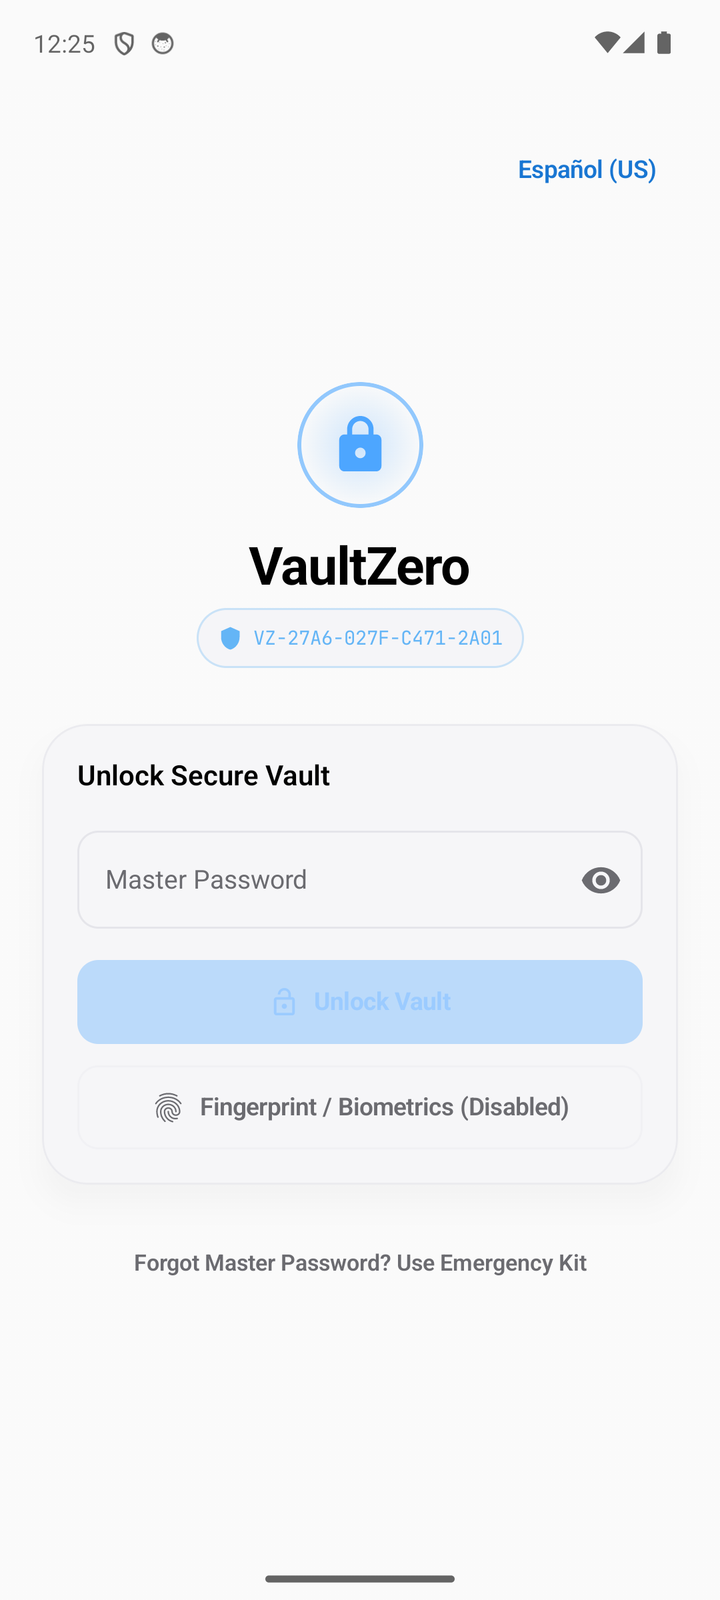 12:25
Español (US)
VaultZero
VZ-27A6-027F-C471-2A01
Unlock Secure Vault
Master Password
Unlock Vault
Fingerprint / Biometrics (Disabled)
Forgot Master Password? Use Emergency Kit